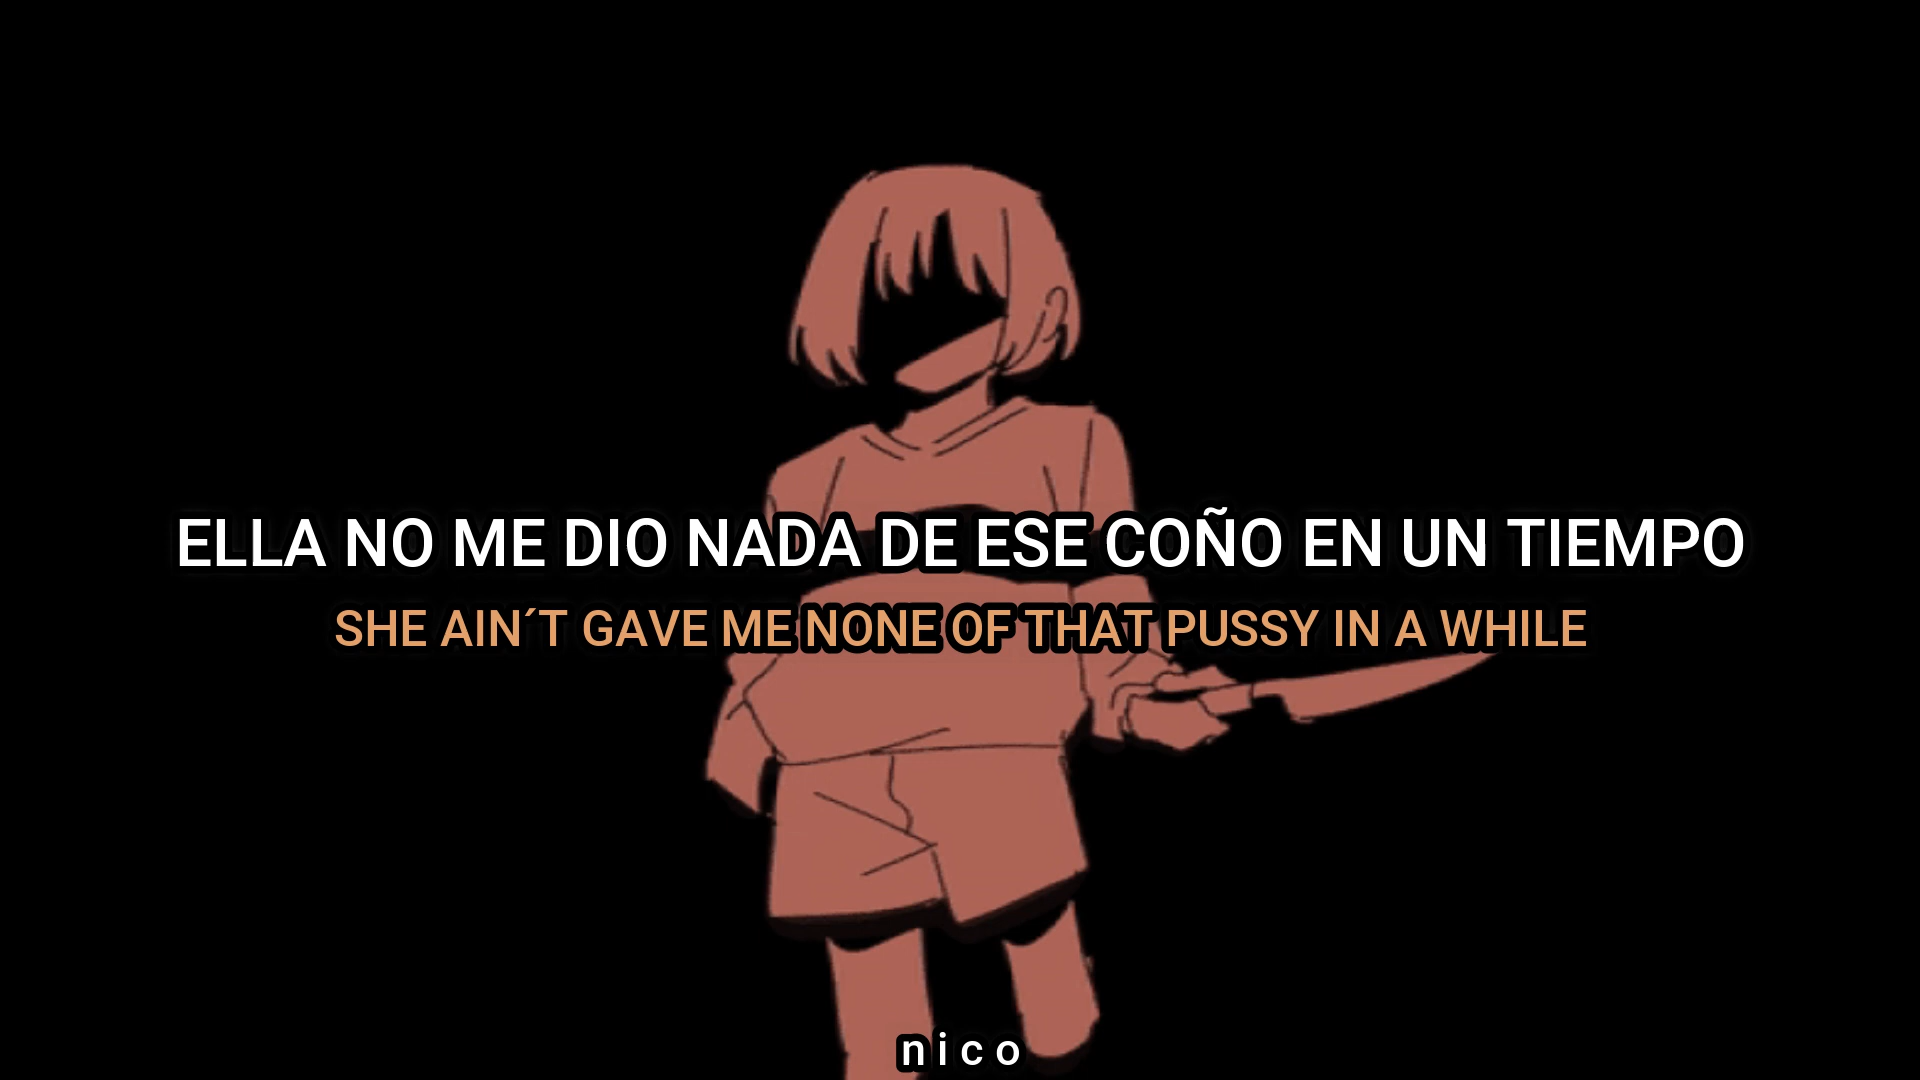 ELLA NO ME DIO NADA DE ESE COÑO EN UN TIEMPO
SHE AIN´T GAVE ME NONE OF THAT PUSSY IN A WHILE
nico